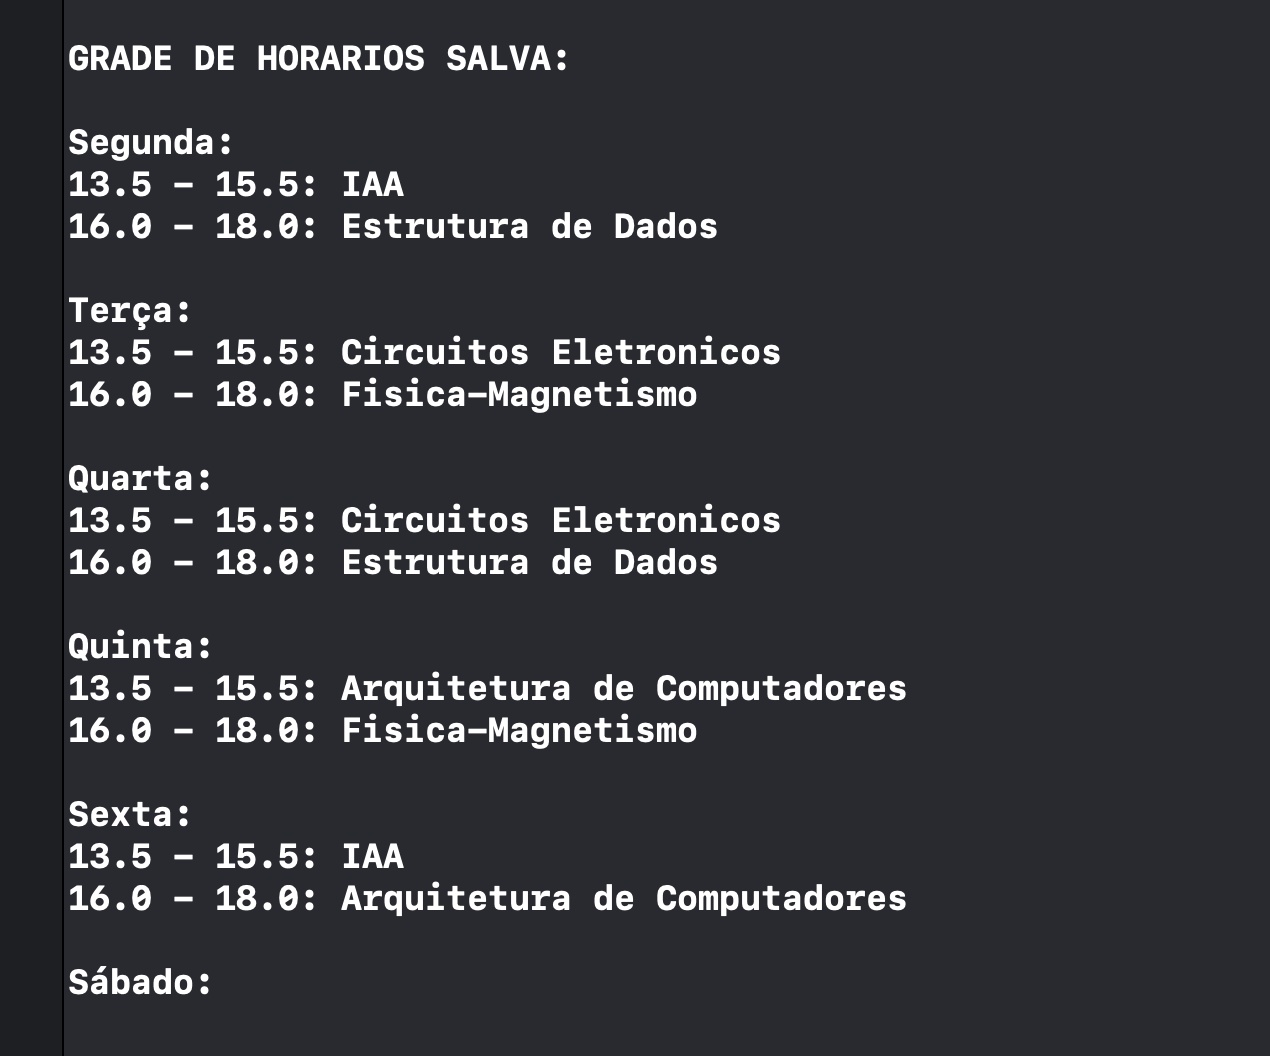 GRADE DE HORARIOS SALVA:
Segunda:
13.5 - 15.5: IAA
16.0 - 18.0: Estrutura de Dados
Terça:
13.5 - 15.5: Circuitos Eletronicos
16.0 - 18.0: Fisica-Magnetismo
Quarta:
13.5 - 15.5: Circuitos Eletronicos
16.0 - 18.0: Estrutura de Dados
Quinta:
13.5 - 15.5: Arquitetura de Computadores
16.0 - 18.0: Fisica-Magnetismo
Sexta:
13.5 - 15.5: IAA
16.0 - 18.0: Arquitetura de Computadores
Sábado: